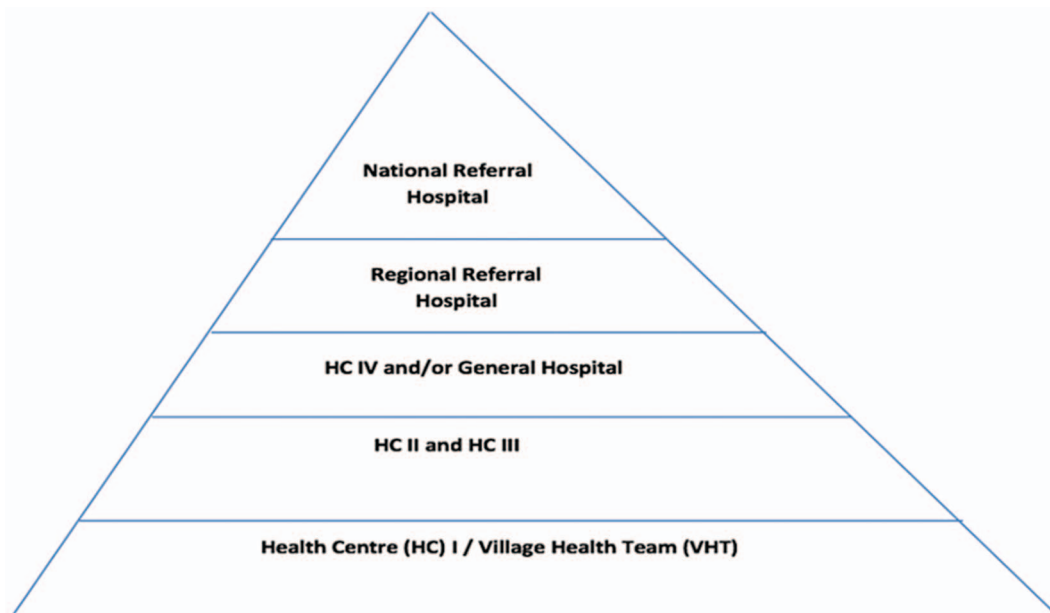 National Referral
Hospital
Regional Referral
Hospital
HC IV and/or General Hospital
HC II and HC III
Health Centre (HC) I / Village Health Team (VHT)